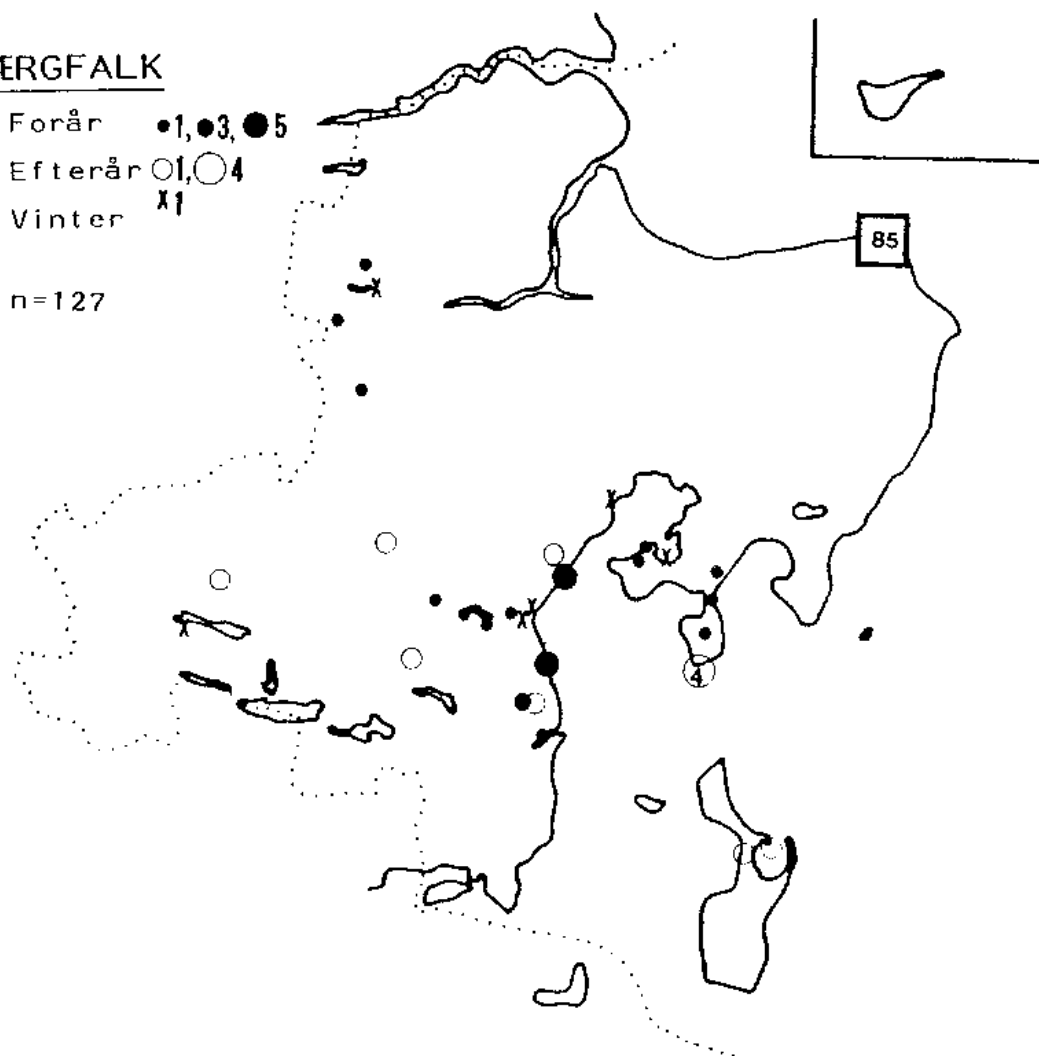 ERGFALK
Forår 1, 3, 5
Efterår 1, 4
x1
Vinter
n=127
85
4